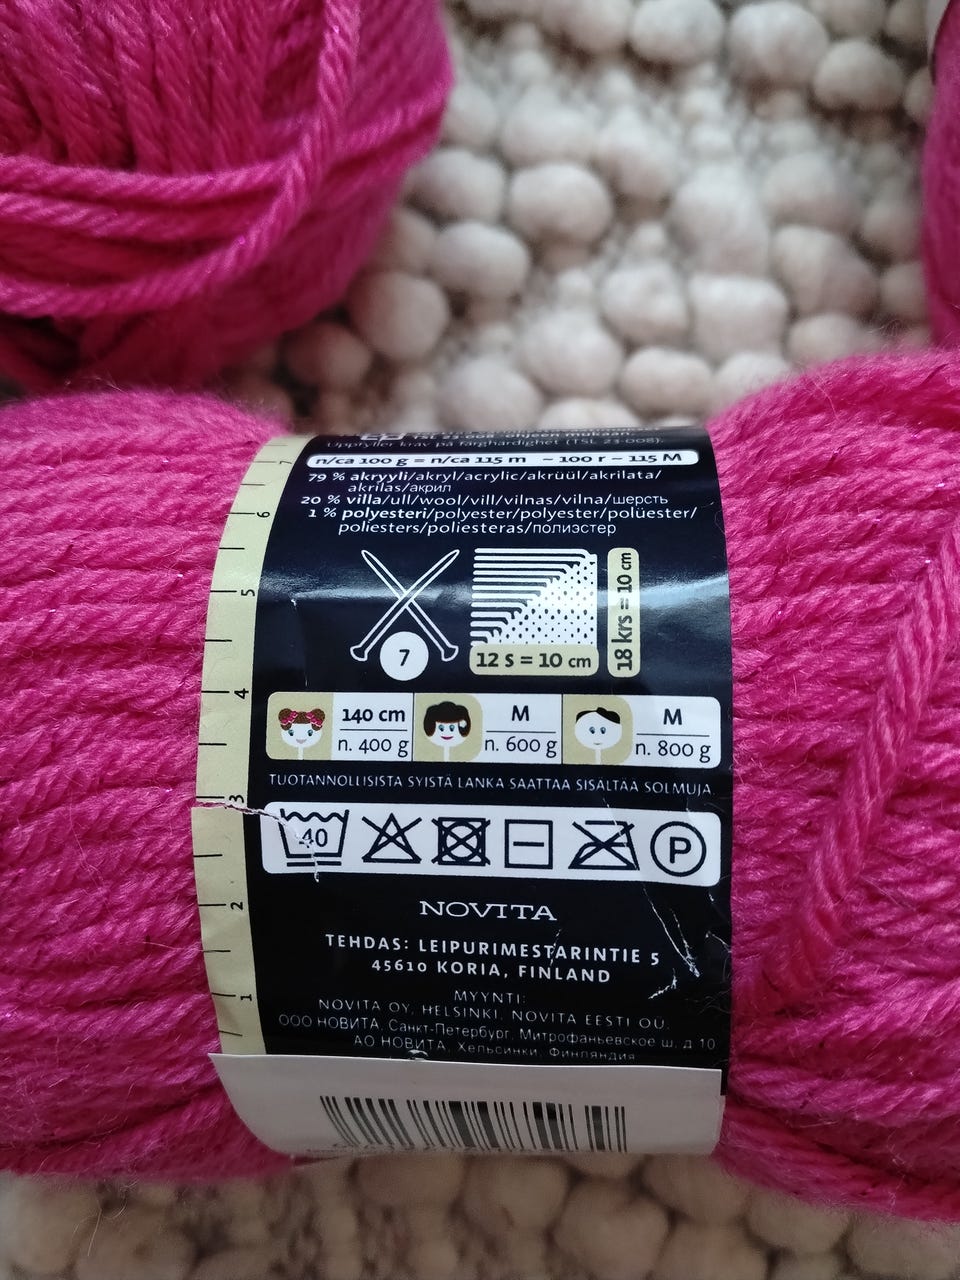 Uppfyller krav på färghärdighet (TSL 23-008).
n/ca 100 g = n/ca 115 m ~ 100 r ~ 115 M
79 % akryyli/akryl/acrylic/akrüül/akrilata/
akrilas/акрил
20 % villa/ull/wool/vill/vilnas/vilna/шерсть
1 % polyesteri/polyester/polyester/polüester/
poliesters/poliesteras/полиэстер
7
12 s = 10 cm
18 krs = 10 cm
140 cm
n. 400 g
M
n. 600 g
M
n. 800 g
TUOTANNOLLISISTA SYISTÄ LANKA SAATTAA SISÄLTÄÄ SOLMUJA.
40
P
NOVITA
TEHDAS: LEIPURIMESTARINTIE 5
45610 KORIA, FINLAND
MYYNTI:
NOVITA OY, HELSINKI. NOVITA EESTI OÜ.
ООО НОВИТА, Санкт-Петербург, Митрофаньевское ш. д 10
АО НОВИТА, Хельсинки, Финляндия
7
6
5
4
3
2
1